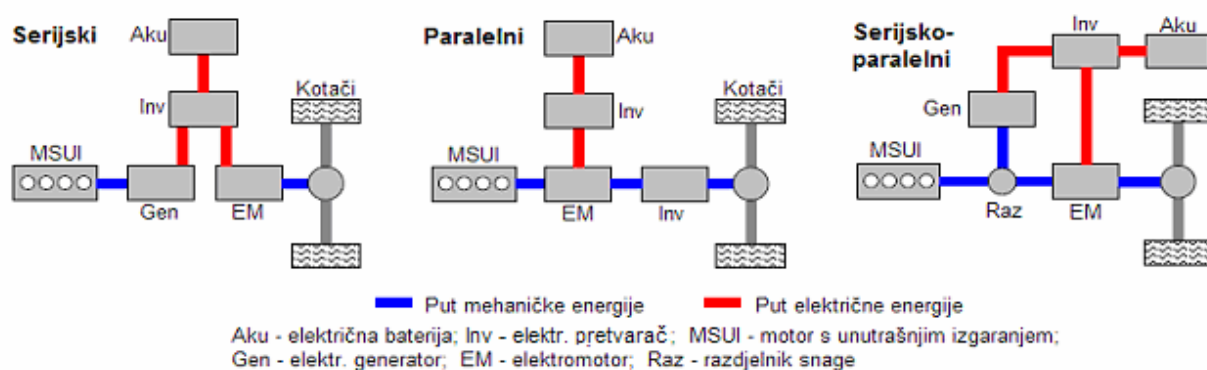 Serijski
Aku
Inv
Kotači
MSUI
Gen
EM
Paralelni
Aku
Inv
Kotači
MSUI
EM
Inv
Serijsko-
paralelni
Inv
Aku
Gen
MSUI
Raz
EM
Put mehaničke energije
Put električne energije
Aku - električna baterija; Inv - elektr. pretvarač; MSUI - motor s unutrašnjim izgaranjem;
Gen - elektr. generator; EM - elektromotor; Raz - razdjelnik snage